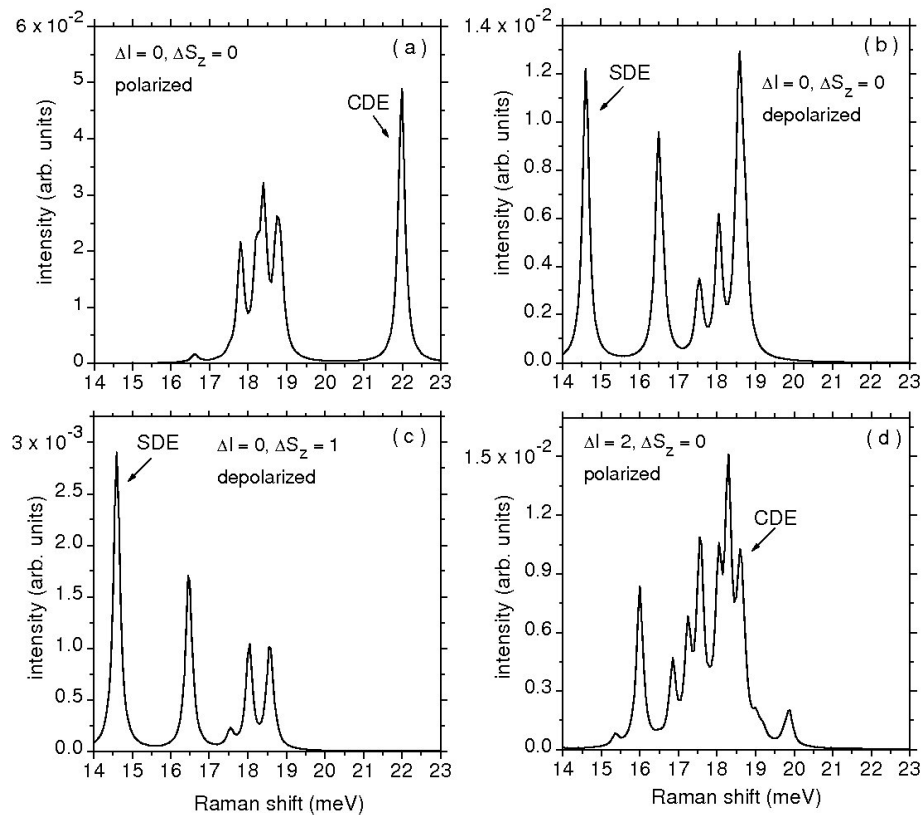 6 x 10⁻²
( a )
Δl = 0, ΔS_z = 0
polarized
CDE
5
4
3
2
1
0
intensity (arb. units)
14 15 16 17 18 19 20 21 22 23
1.4 x 10⁻²
( b )
SDE
Δl = 0, ΔS_z = 0
depolarized
1.2
1.0
0.8
0.6
0.4
0.2
0.0
intensity (arb. units)
14 15 16 17 18 19 20 21 22 23
3 x 10⁻³
( c )
SDE
Δl = 0, ΔS_z = 1
depolarized
2.5
2.0
1.5
1.0
0.5
0.0
intensity (arb. units)
14 15 16 17 18 19 20 21 22 23
Raman shift (meV)
1.5 x 10⁻²
( d )
Δl = 2, ΔS_z = 0
polarized
CDE
1.2
0.9
0.6
0.3
0.0
intensity (arb. units)
14 15 16 17 18 19 20 21 22 23
Raman shift (meV)